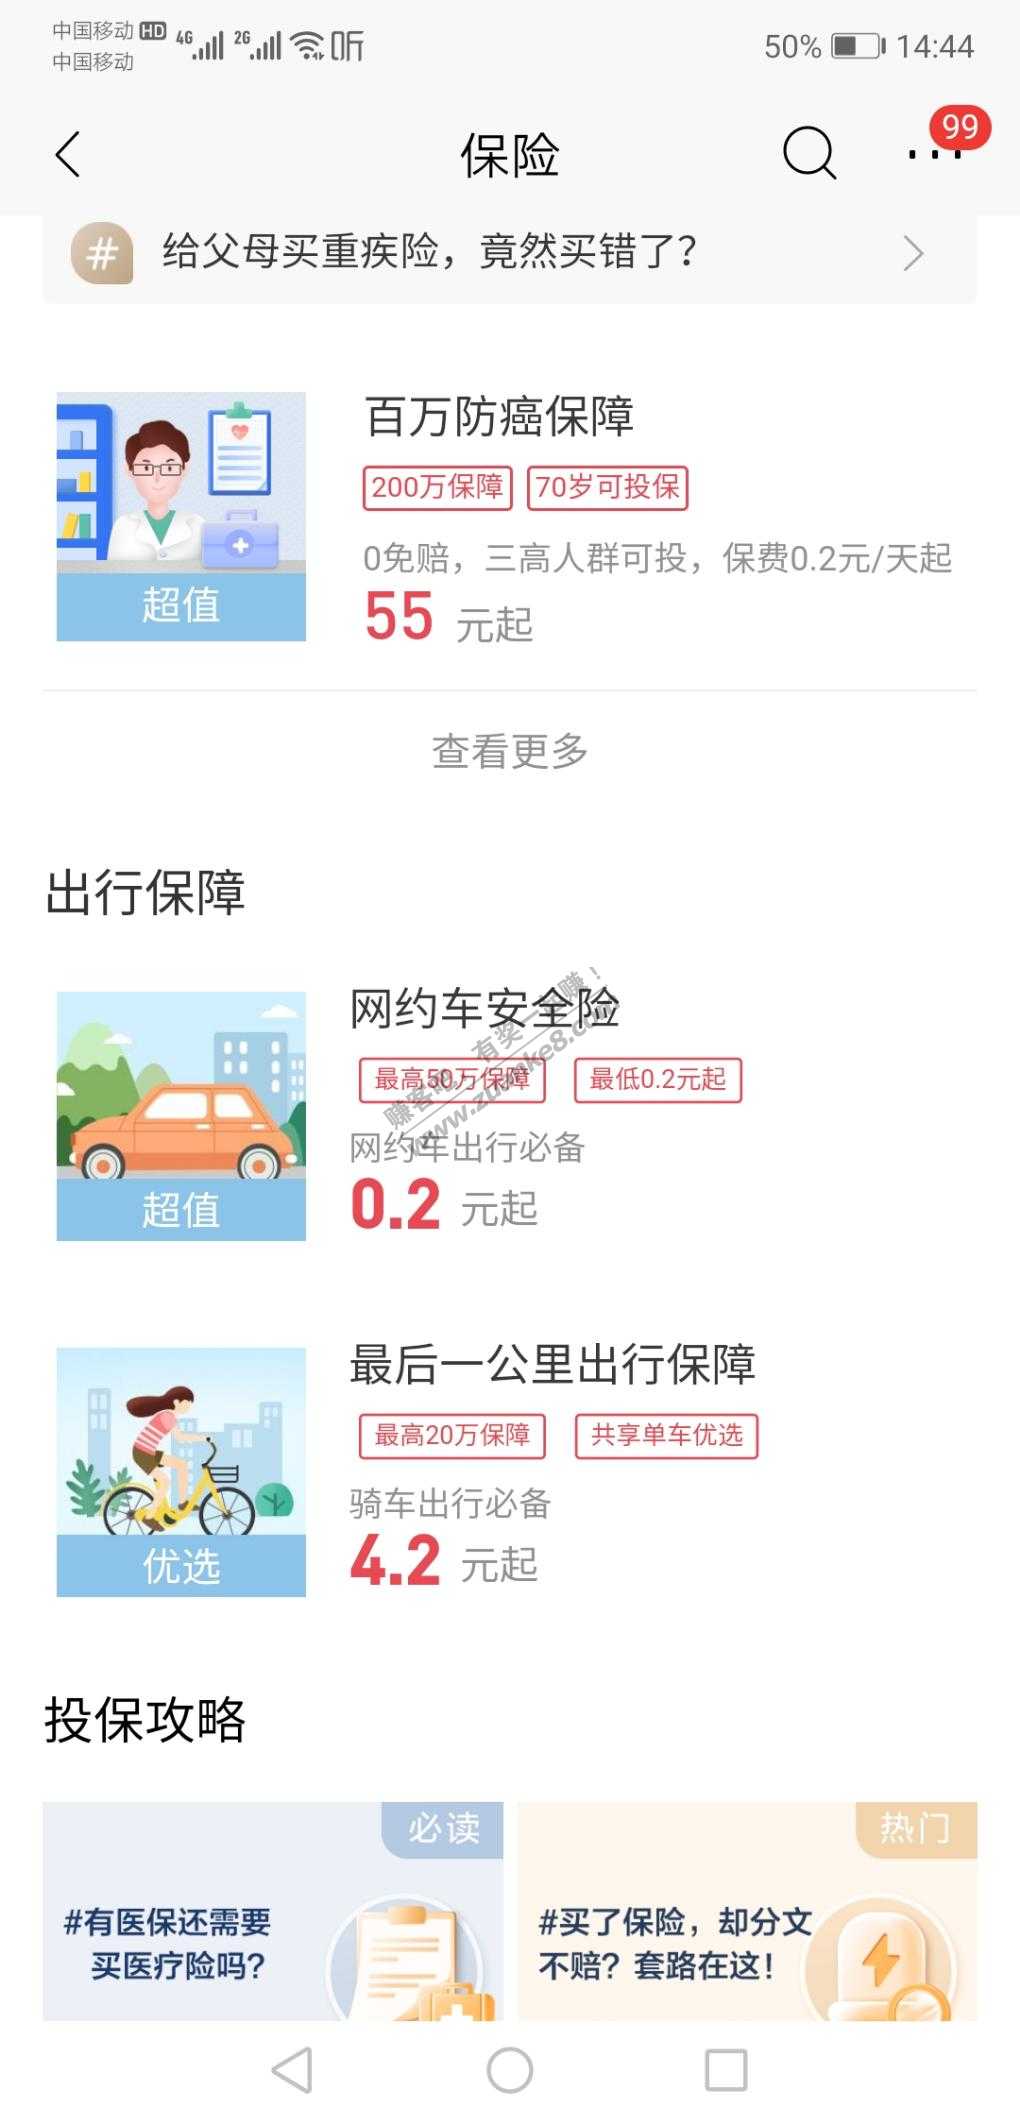 中国移动 HD 4G 2G 听 50% 14:44
中国移动
保险
99
# 给父母买重疾险，竟然买错了？
百万防癌保障
200万保障 70岁可投保
0免赔，三高人群可投，保费0.2元/天起
55 元起
超值
查看更多
出行保障
网约车安全险
最高50万保障 最低0.2元起
网约车出行必备
0.2 元起
超值
赚客吧，有奖一起赚！
www.zuanke8.com
最后一公里出行保障
最高20万保障 共享单车优选
骑车出行必备
4.2 元起
优选
投保攻略
必读
#有医保还需要
买医疗险吗？
热门
#买了保险，却分文
不赔？套路在这！